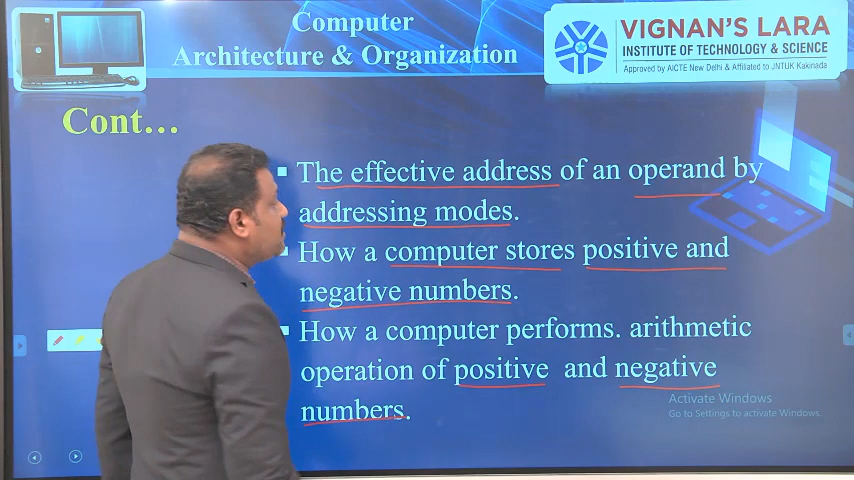 Computer
Architecture & Organization
VIGNAN'S LARA
INSTITUTE OF TECHNOLOGY & SCIENCE
Approved by AICTE New Delhi & Affiliated to JNTUK Kakinada
Cont...
The effective address of an operand by
addressing modes.
How a computer stores positive and
negative numbers.
How a computer performs. arithmetic
operation of positive and negative
numbers.
Activate Windows
Go to Settings to activate Windows.